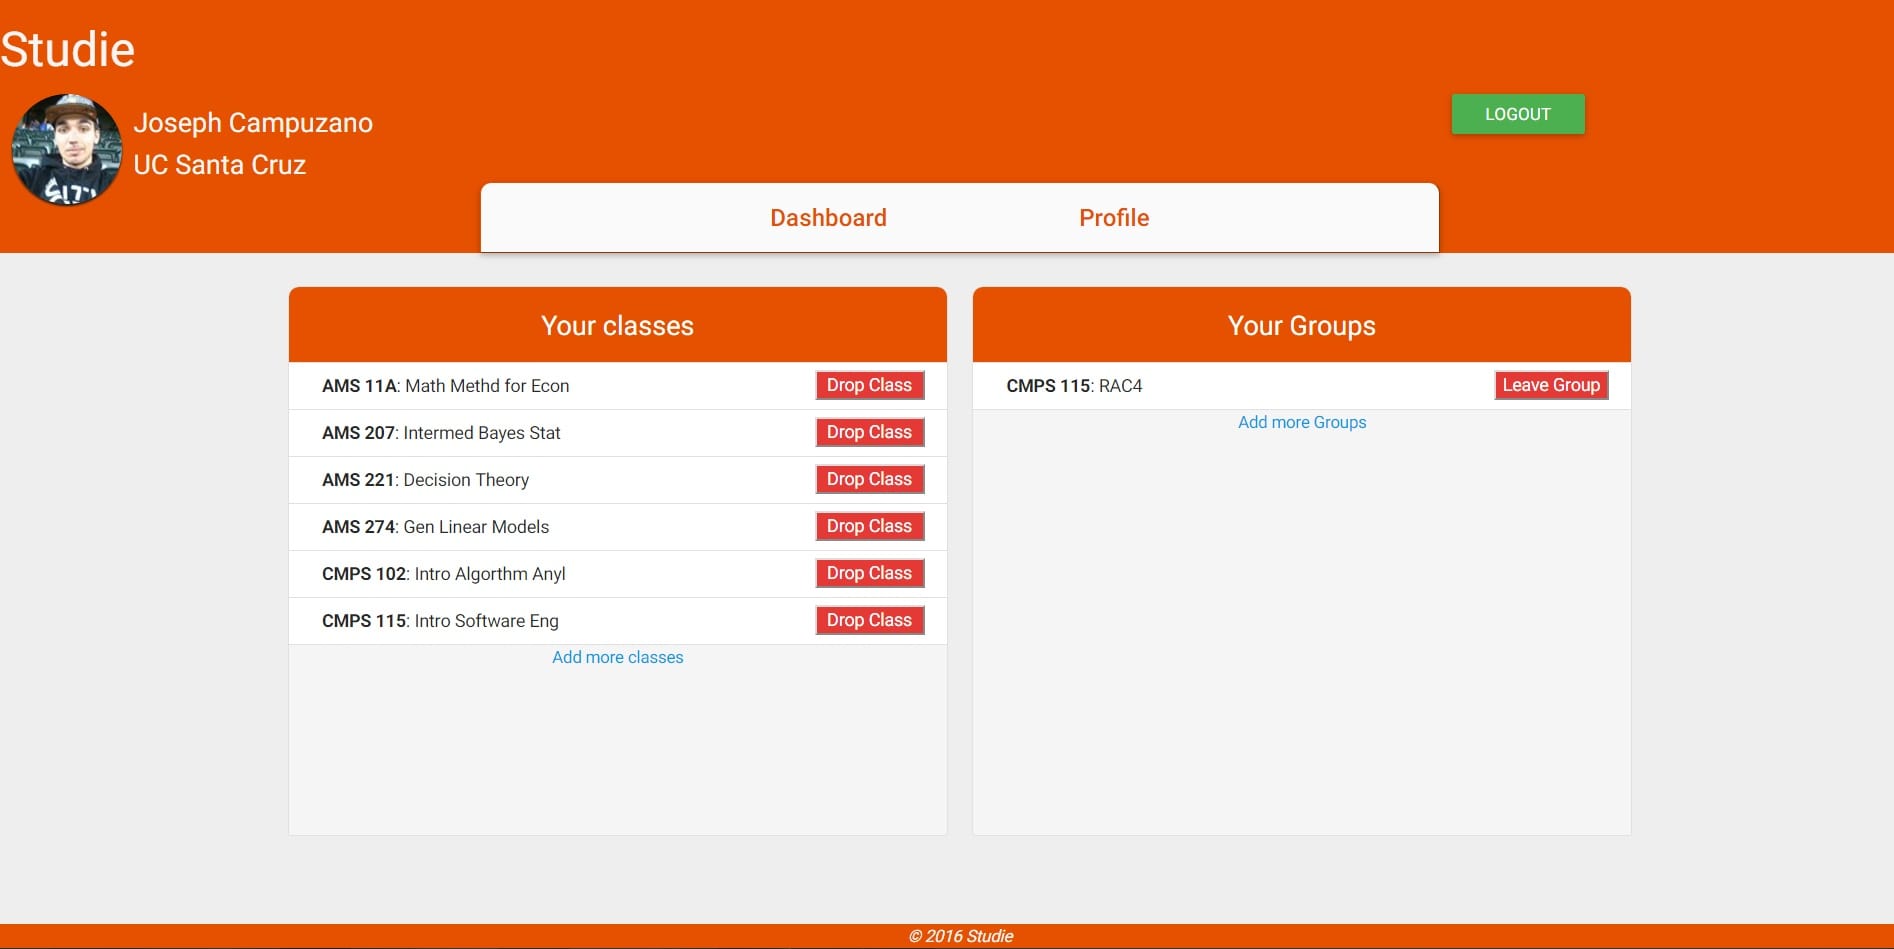 Studie
Joseph Campuzano
UC Santa Cruz
LOGOUT
Dashboard Profile
Your classes
AMS 11A: Math Methd for Econ Drop Class
AMS 207: Intermed Bayes Stat Drop Class
AMS 221: Decision Theory Drop Class
AMS 274: Gen Linear Models Drop Class
CMPS 102: Intro Algorthm Anyl Drop Class
CMPS 115: Intro Software Eng Drop Class
Add more classes
Your Groups
CMPS 115: RAC4 Leave Group
Add more Groups
© 2016 Studie